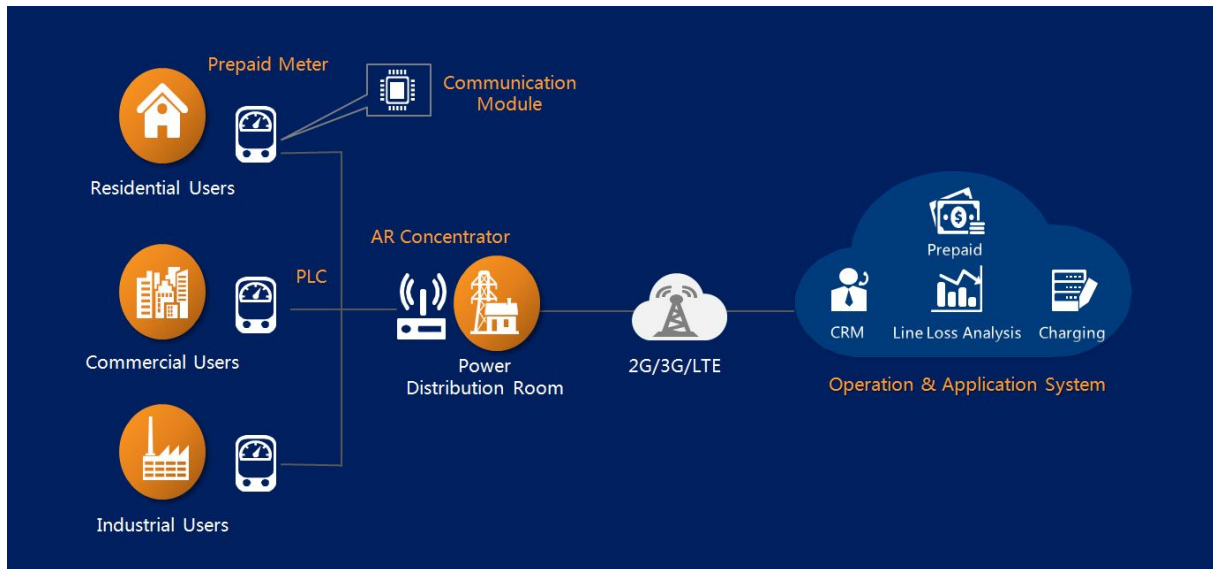 Prepaid Meter
Communication
Module
Residential Users
AR Concentrator
PLC
Commercial Users
Power
Distribution Room
2G/3G/LTE
Prepaid
CRM
Line Loss Analysis
Charging
Operation & Application System
Industrial Users